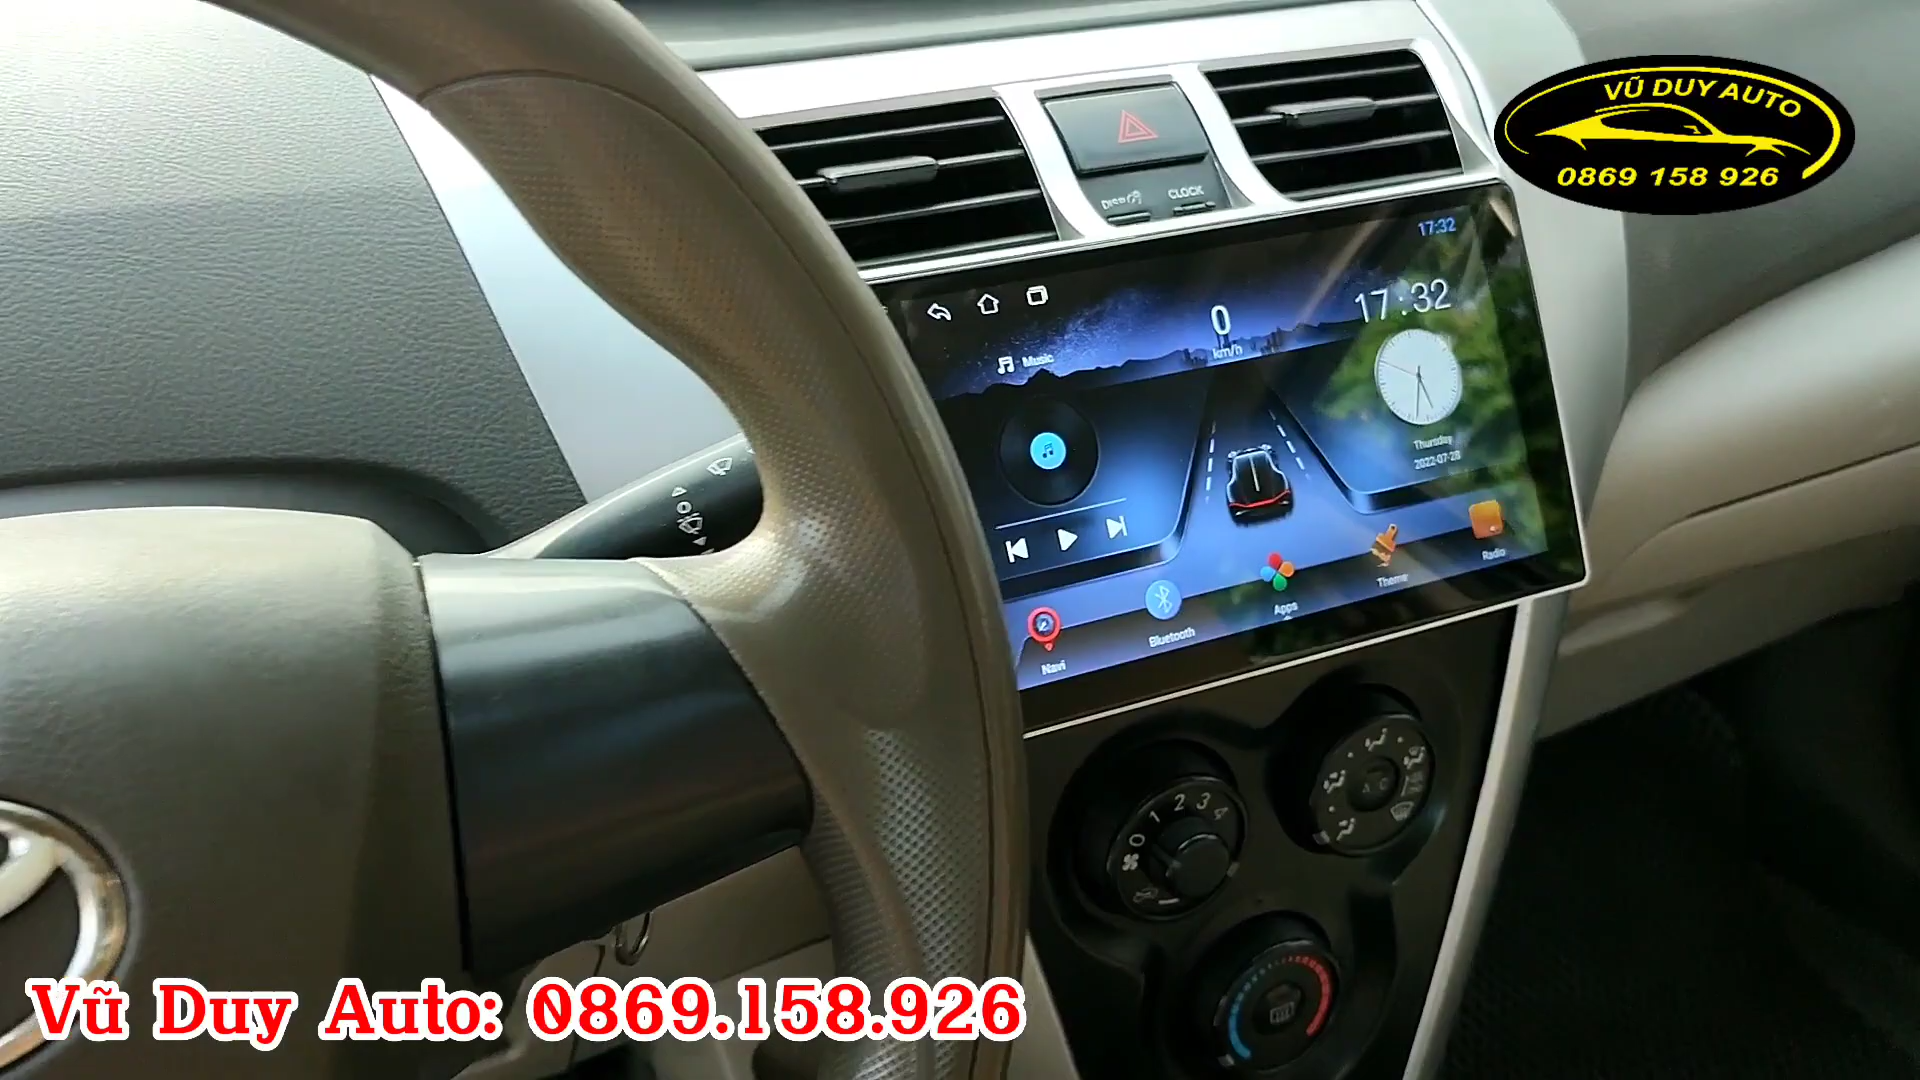 VŨ DUY AUTO
0869 158 926
CLOCK
17:32
17:32
0
km/h
Music
Thursday
2022-07-28
Radio
Theme
Apps
Bluetooth
Navi
0 1 2 3 4
Vũ Duy Auto: 0869.158.926